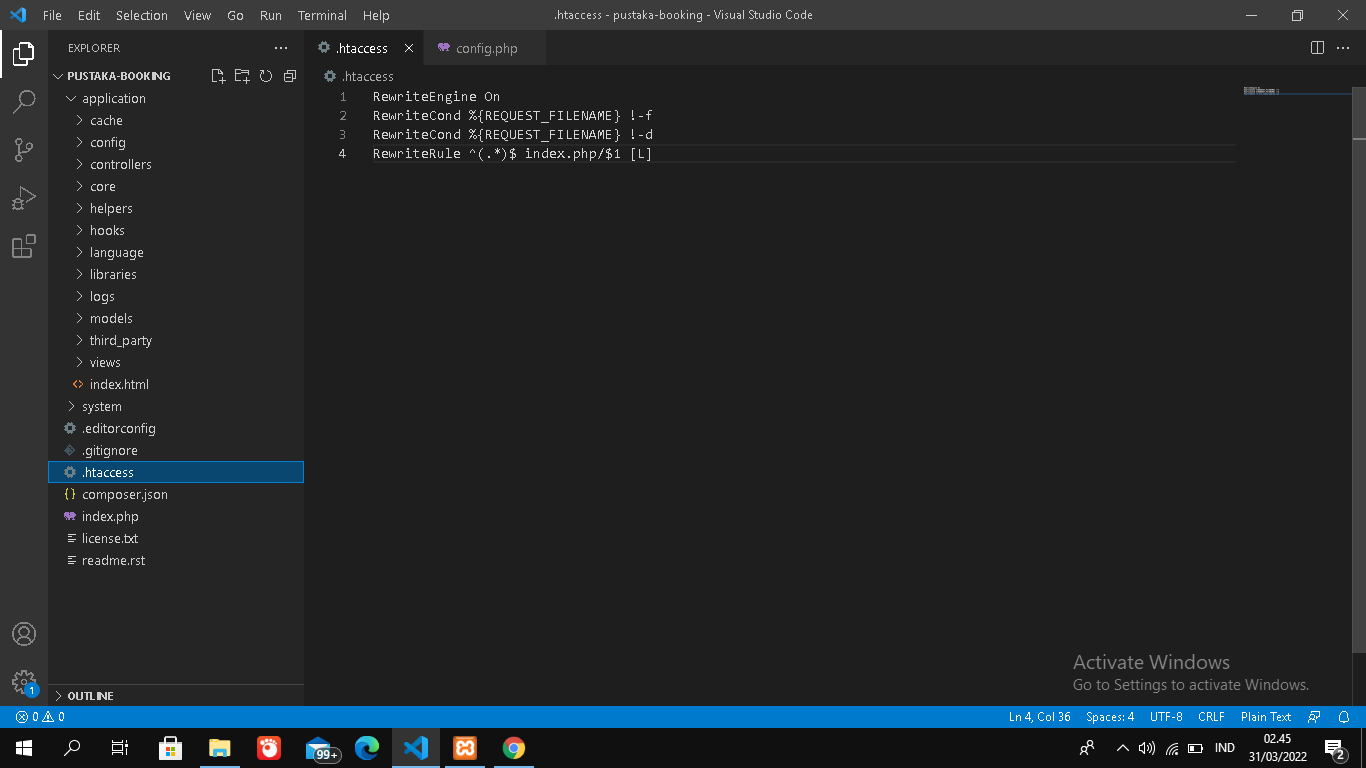 File Edit Selection View Go Run Terminal Help .htaccess - pustaka-booking - Visual Studio Code
EXPLORER
PUSTAKA-BOOKING
application
cache
config
controllers
core
helpers
hooks
language
libraries
logs
models
third_party
views
index.html
system
.editorconfig
.gitignore
.htaccess
composer.json
index.php
license.txt
readme.rst
OUTLINE
.htaccess config.php
.htaccess
1 RewriteEngine On
2 RewriteCond %{REQUEST_FILENAME} !-f
3 RewriteCond %{REQUEST_FILENAME} !-d
4 RewriteRule ^(.*)$ index.php/$1 [L]
Activate Windows
Go to Settings to activate Windows.
1
0 0 Ln 4, Col 36 Spaces: 4 UTF-8 CRLF Plain Text
99+ IND 02.45
31/03/2022 2